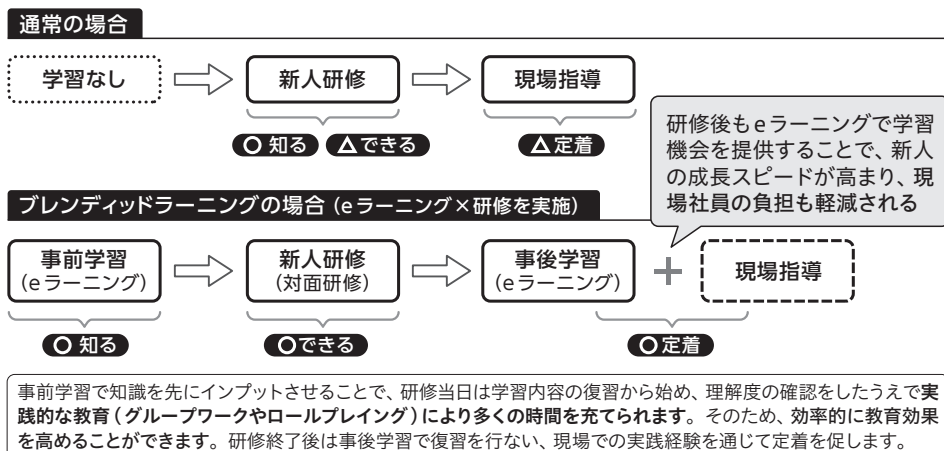 通常の場合
学習なし
新人研修
現場指導
○ 知る
△できる
△定着
研修後もeラーニングで学習
機会を提供することで、新人
の成長スピードが高まり、現
場社員の負担も軽減される
ブレンディッドラーニングの場合 (eラーニング×研修を実施)
事前学習
(eラーニング)
新人研修
(対面研修)
事後学習
(eラーニング)
+
現場指導
○ 知る
○できる
○定着
事前学習で知識を先にインプットさせることで、研修当日は学習内容の復習から始め、理解度の確認をしたうえで実
践的な教育(グループワークやロールプレイング)により多くの時間を充てられます。そのため、効率的に教育効果
を高めることができます。研修終了後は事後学習で復習を行ない、現場での実践経験を通じて定着を促します。